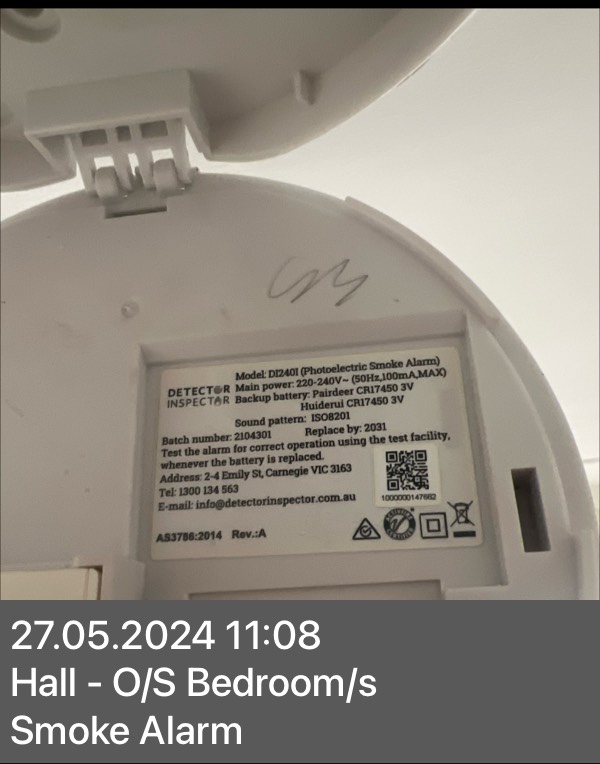 DETECTOR
INSPECTOR
Model: DI240I (Photoelectric Smoke Alarm)
Main power: 220-240V~ (50Hz,100mA,MAX)
Backup battery: Pairdeer CR17450 3V
Huiderui CR17450 3V
Sound pattern: ISO8201
Batch number: 2104301 Replace by: 2031
Test the alarm for correct operation using the test facility,
whenever the battery is replaced.
Address: 2-4 Emily St, Carnegie VIC 3163
Tel: 1300 134 563
E-mail: info@detectorinspector.com.au
1000000147662
AS3786:2014 Rev.:A
27.05.2024 11:08
Hall - O/S Bedroom/s
Smoke Alarm